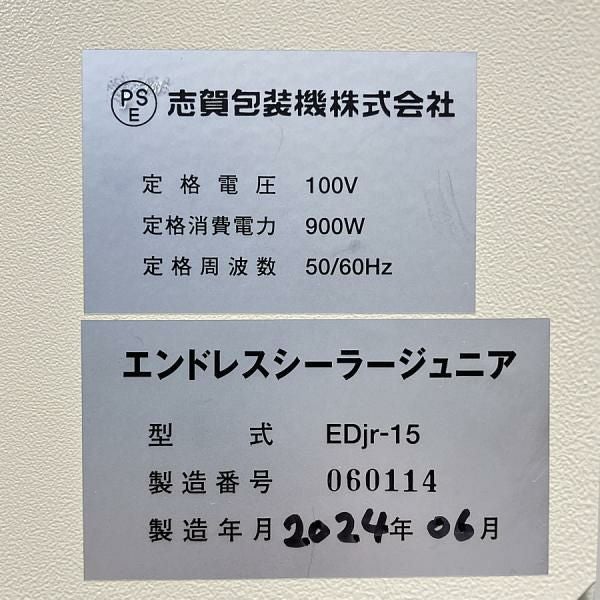 PSE 志賀包装機株式会社
定格電圧 100V
定格消費電力 900W
定格周波数 50/60Hz
エンドレスシーラージュニア
型式 EDjr-15
製造番号 060114
製造年月 2024年 06月